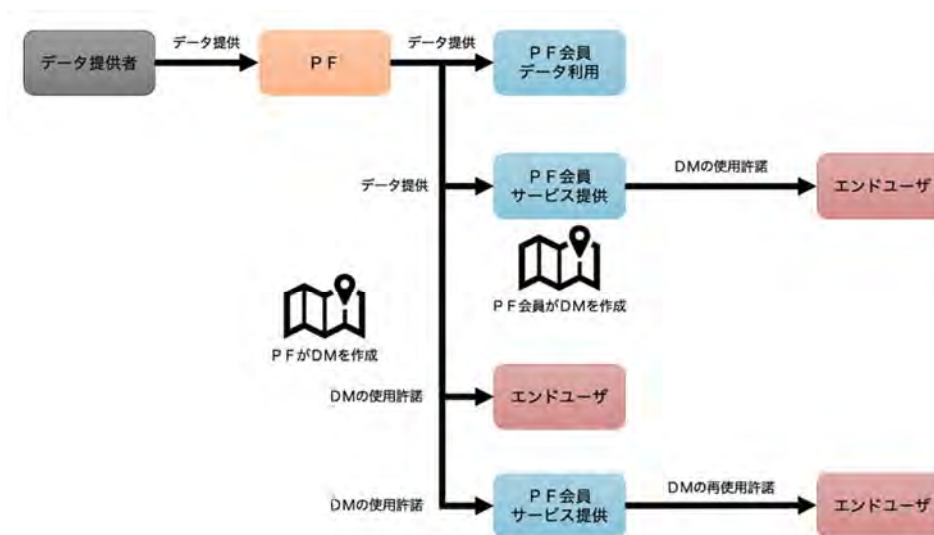 データ提供
データ提供
データ提供者
ＰＦ
ＰＦ会員
データ利用
データ提供
ＰＦ会員
サービス提供
DMの使用許諾
エンドユーザ
ＰＦ会員がDMを作成
ＰＦがDMを作成
DMの使用許諾
エンドユーザ
DMの使用許諾
ＰＦ会員
サービス提供
DMの再使用許諾
エンドユーザ